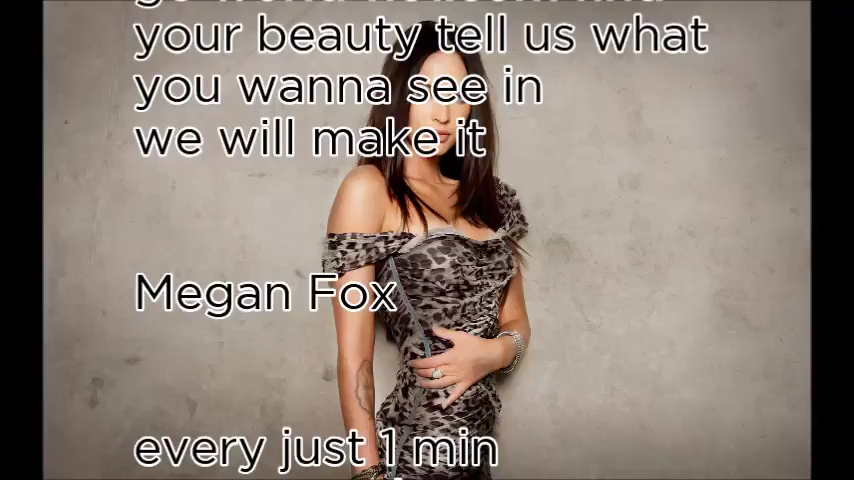 your beauty tell us what
you wanna see in
we will make it
Megan Fox
every just 1 min